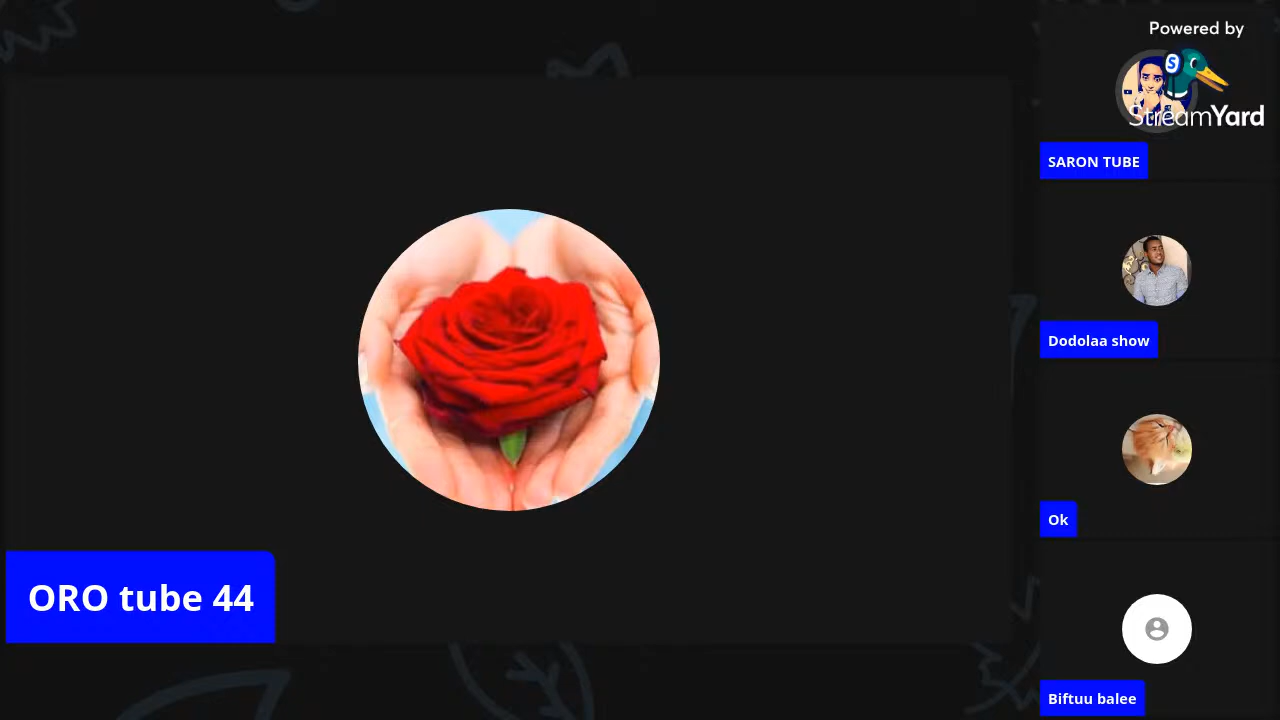 Powered by
StreamYard
SARON TUBE
Dodolaa show
Ok
ORO tube 44
Biftuu balee